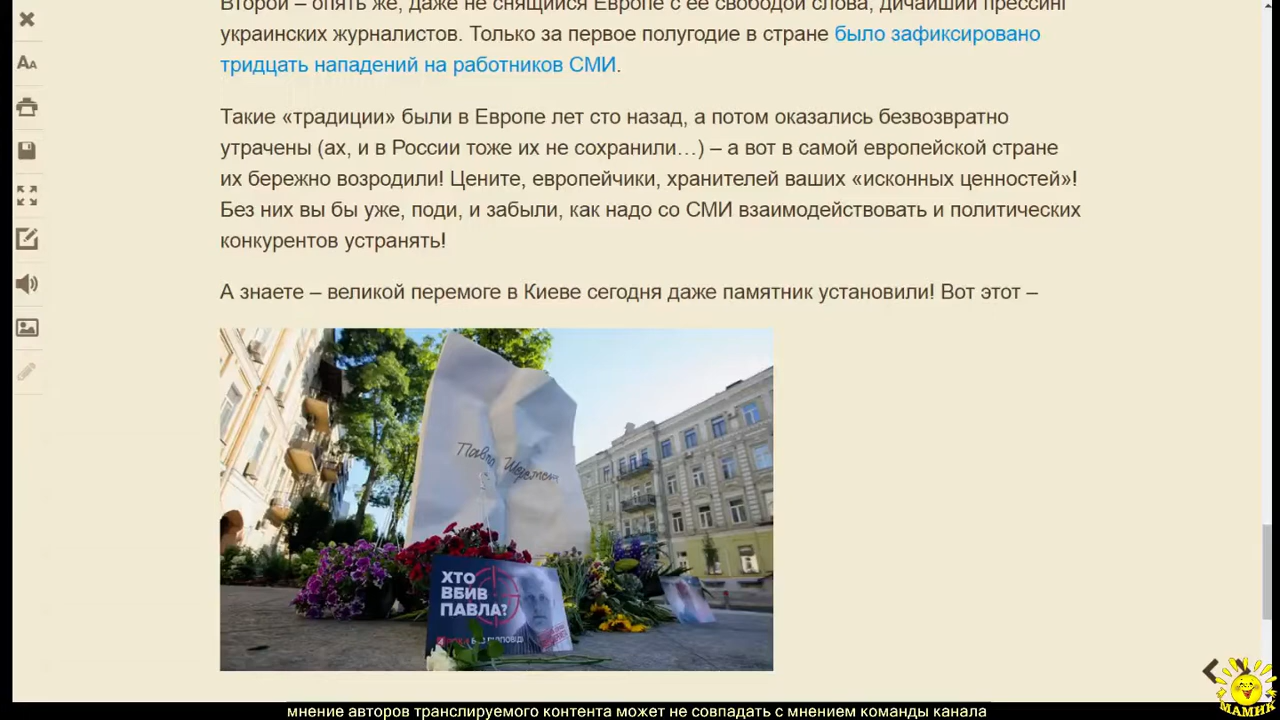 Второй – опять же, даже не снящийся Европе с её свободой слова, дичайший прессинг
украинских журналистов. Только за первое полугодие в стране было зафиксировано
тридцать нападений на работников СМИ.
Такие «традиции» были в Европе лет сто назад, а потом оказались безвозвратно
утрачены (ах, и в России тоже их не сохранили…) – а вот в самой европейской стране
их бережно возродили! Цените, европейчики, хранителей ваших «исконных ценностей»!
Без них вы бы уже, поди, и забыли, как надо со СМИ взаимодействовать и политических
конкурентов устранять!
А знаете – великой перемоге в Киеве сегодня даже памятник установили! Вот этот –
Павло Шеремет
ХТО
ВБИВ
ПАВЛА?
МАМИК
мнение авторов транслируемого контента может не совпадать с мнением команды канала